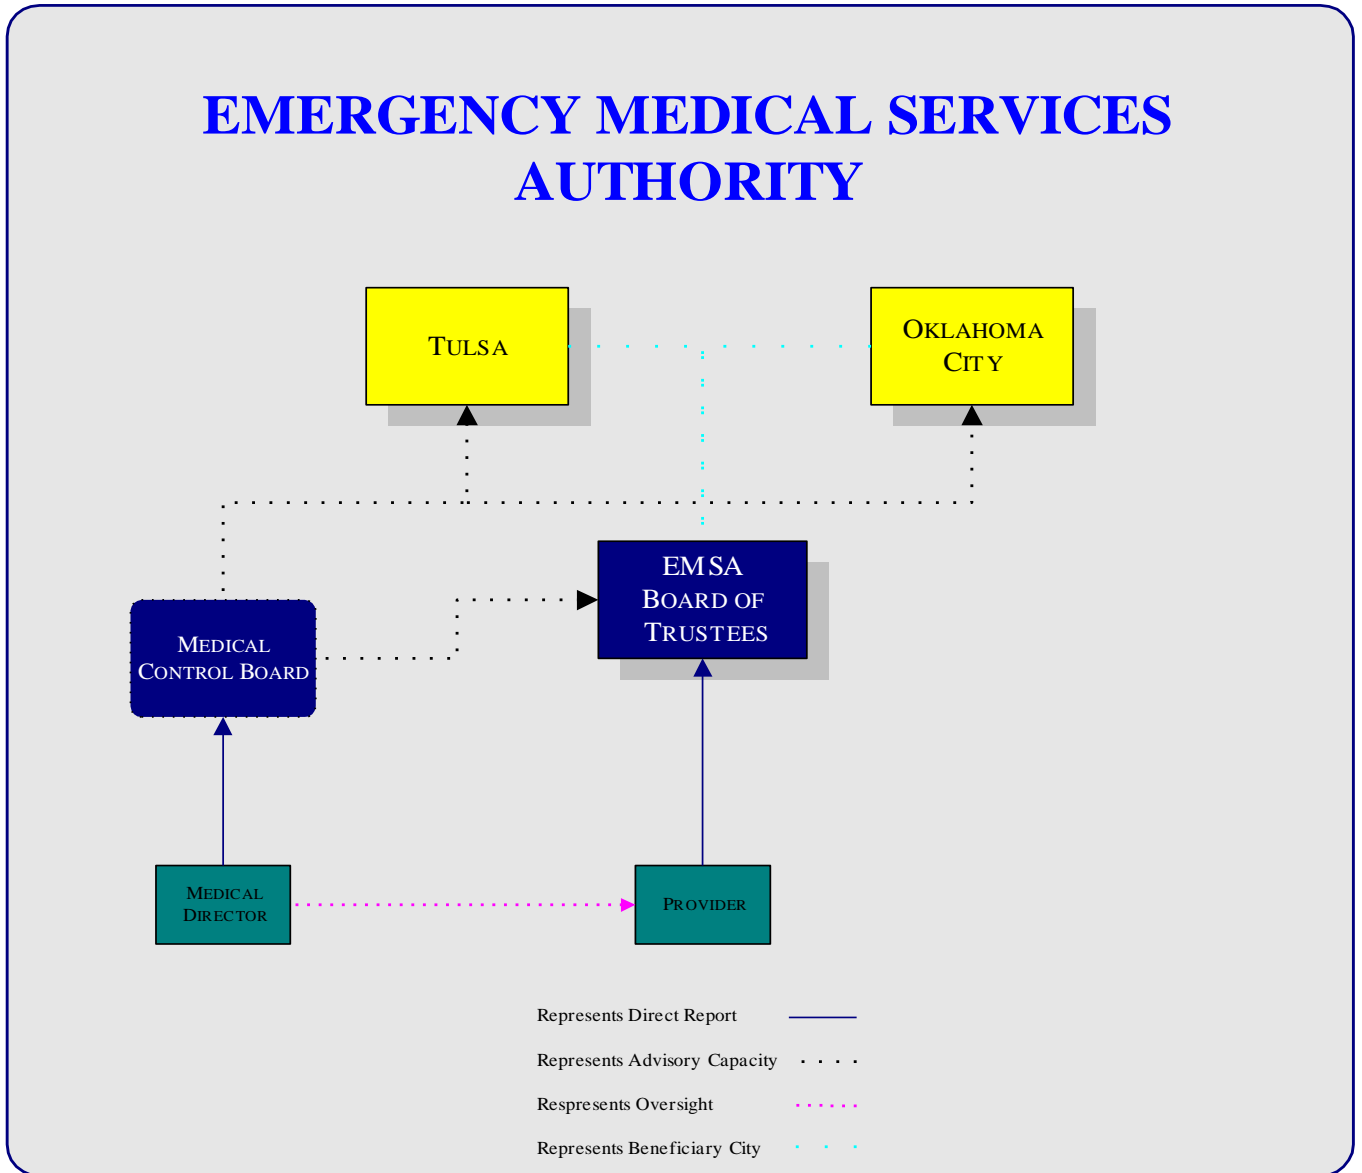 EMERGENCY MEDICAL SERVICES
AUTHORITY
TULSA
OKLAHOMA
CITY
EMSA
BOARD OF
TRUSTEES
MEDICAL
CONTROL BOARD
MEDICAL
DIRECTOR
PROVIDER
Represents Direct Report
Represents Advisory Capacity
Respresents Oversight
Represents Beneficiary City